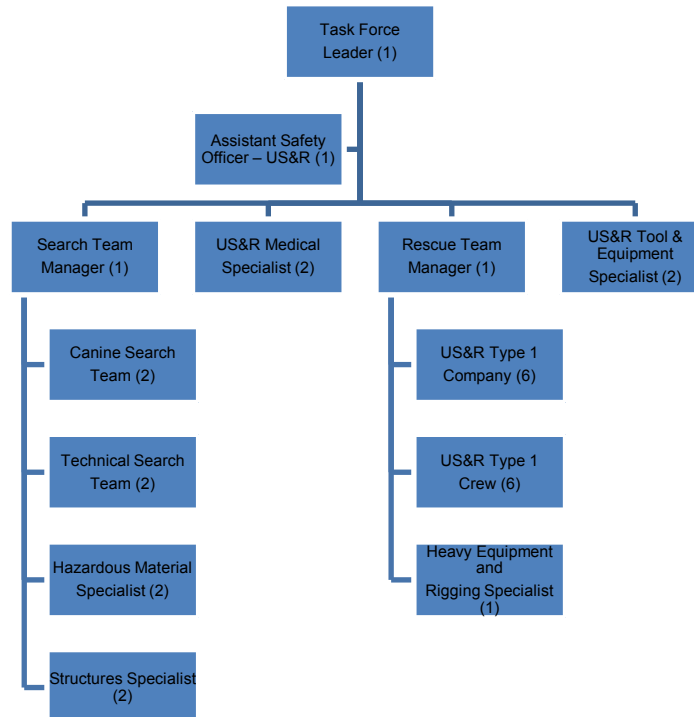 Task Force
Leader (1)
Assistant Safety
Officer – US&R (1)
Search Team
Manager (1)
US&R Medical
Specialist (2)
Rescue Team
Manager (1)
US&R Tool &
Equipment
Specialist (2)
Canine Search
Team (2)
Technical Search
Team (2)
Hazardous Material
Specialist (2)
Structures Specialist
(2)
US&R Type 1
Company (6)
US&R Type 1
Crew (6)
Heavy Equipment
and
Rigging Specialist
(1)